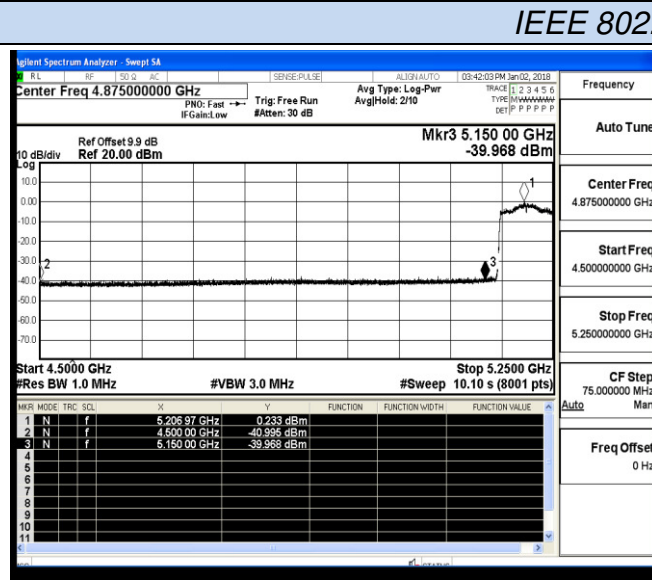 IEEE 802.
Agilent Spectrum Analyzer - Swept SA
RL RF 50 Ω AC SENSE:PULSE ALIGN AUTO 03:42:03 PM Jan 02, 2018
Center Freq 4.875000000 GHz
PNO: Fast
IFGain:Low
Trig: Free Run
#Atten: 30 dB
Avg Type: Log-Pwr
Avg|Hold: 2/10
TRACE 1 2 3 4 5 6
TYPE MWWWWW
DET P P P P P P
Ref Offset 9.9 dB
10 dB/div Ref 20.00 dBm
Log
Mkr3 5.150 00 GHz
-39.968 dBm
10.0
0.00
-10.0
-20.0
-30.0
-40.0
-50.0
-60.0
-70.0
1
2
3
Start 4.5000 GHz Stop 5.2500 GHz
#Res BW 1.0 MHz #VBW 3.0 MHz #Sweep 10.10 s (8001 pts)
MKR MODE TRC SCL X Y FUNCTION FUNCTION WIDTH FUNCTION VALUE
1 N f 5.206 97 GHz 0.233 dBm
2 N f 4.500 00 GHz -40.995 dBm
3 N f 5.150 00 GHz -39.968 dBm
4
5
6
7
8
9
10
11
STATUS
Frequency
Auto Tune
Center Freq
4.875000000 GHz
Start Freq
4.500000000 GHz
Stop Freq
5.250000000 GHz
CF Step
75.000000 MHz
Auto Man
Freq Offset
0 Hz